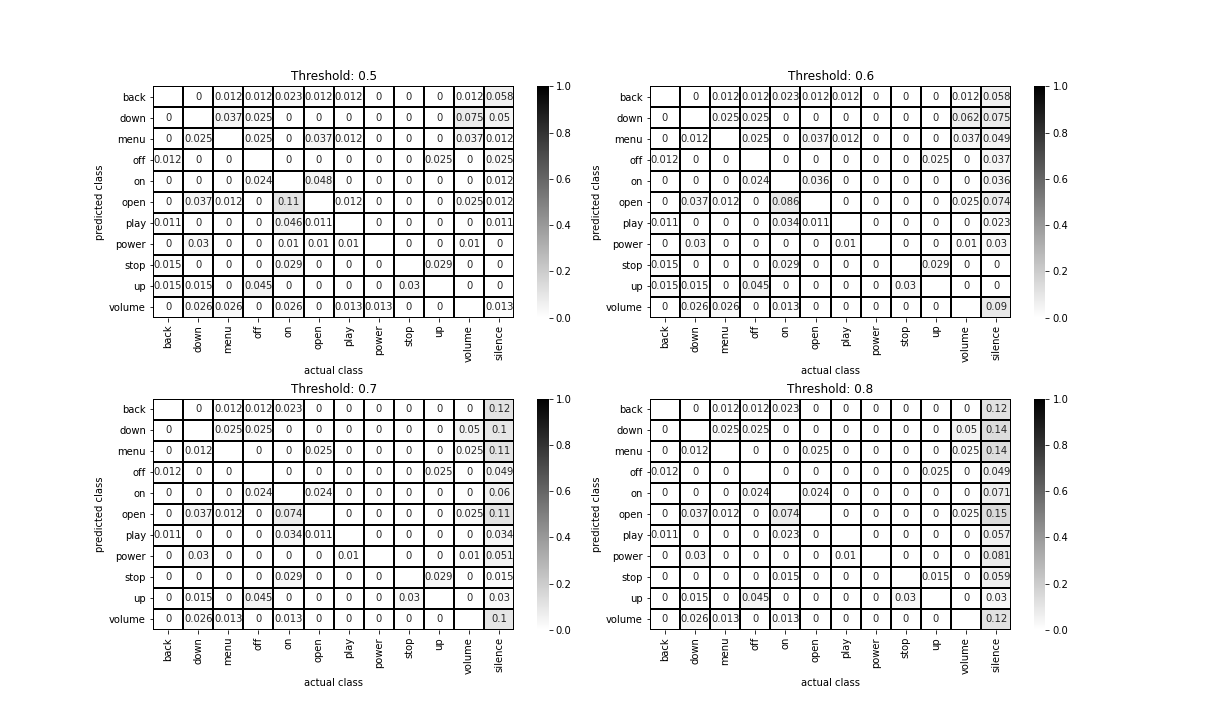 Threshold: 0.5
predicted class
back 0 0.012 0.012 0.023 0.012 0.012 0 0 0 0.012 0.058
down 0 0.037 0.025 0 0 0 0 0 0 0.075 0.05
menu 0 0.025 0.025 0 0.037 0.012 0 0 0 0.037 0.012
off 0.012 0 0 0 0 0 0 0 0.025 0 0.025
on 0 0 0 0.024 0.048 0 0 0 0 0 0.012
open 0 0.037 0.012 0 0.11 0.012 0 0 0 0.025 0.012
play 0.011 0 0 0 0.046 0.011 0 0 0 0 0.011
power 0 0.03 0 0 0.01 0.01 0.01 0 0 0.01 0
stop 0.015 0 0 0 0.029 0 0 0 0.029 0 0
up 0.015 0.015 0 0.045 0 0 0 0 0.03 0 0
volume 0 0.026 0.026 0 0.026 0 0.013 0.013 0 0 0.013
back down menu off on open play power stop up volume silence
actual class
1.0
0.8
0.6
0.4
0.2
0.0
Threshold: 0.6
predicted class
back 0 0.012 0.012 0.023 0.012 0.012 0 0 0 0.012 0.058
down 0 0.025 0.025 0 0 0 0 0 0 0.062 0.075
menu 0 0.012 0.025 0 0.037 0.012 0 0 0 0.037 0.049
off 0.012 0 0 0 0 0 0 0 0.025 0 0.037
on 0 0 0 0.024 0.036 0 0 0 0 0 0.036
open 0 0.037 0.012 0 0.086 0 0 0 0 0.025 0.074
play 0.011 0 0 0 0.034 0.011 0 0 0 0 0.023
power 0 0.03 0 0 0 0 0.01 0 0 0.01 0.03
stop 0.015 0 0 0 0.029 0 0 0 0.029 0 0
up 0.015 0.015 0 0.045 0 0 0 0 0.03 0 0
volume 0 0.026 0.026 0 0.013 0 0 0 0 0 0.09
back down menu off on open play power stop up volume silence
actual class
1.0
0.8
0.6
0.4
0.2
0.0
Threshold: 0.7
predicted class
back 0 0.012 0.012 0.023 0 0 0 0 0 0 0.12
down 0 0.025 0.025 0 0 0 0 0 0 0.05 0.1
menu 0 0.012 0 0 0.025 0 0 0 0 0.025 0.11
off 0.012 0 0 0 0 0 0 0 0.025 0 0.049
on 0 0 0 0.024 0.024 0 0 0 0 0 0.06
open 0 0.037 0.012 0 0.074 0 0 0 0 0.025 0.11
play 0.011 0 0 0 0.034 0.011 0 0 0 0 0.034
power 0 0.03 0 0 0 0 0.01 0 0 0.01 0.051
stop 0 0 0 0 0.029 0 0 0 0.029 0 0.015
up 0 0.015 0 0.045 0 0 0 0 0.03 0 0.03
volume 0 0.026 0.013 0 0.013 0 0 0 0 0 0.1
back down menu off on open play power stop up volume silence
actual class
1.0
0.8
0.6
0.4
0.2
0.0
Threshold: 0.8
predicted class
back 0 0.012 0.012 0.023 0 0 0 0 0 0 0.12
down 0 0.025 0.025 0 0 0 0 0 0 0.05 0.14
menu 0 0.012 0 0 0.025 0 0 0 0 0.025 0.14
off 0.012 0 0 0 0 0 0 0 0.025 0 0.049
on 0 0 0 0.024 0.024 0 0 0 0 0 0.071
open 0 0.037 0.012 0 0.074 0 0 0 0 0.025 0.15
play 0.011 0 0 0 0.023 0 0 0 0 0 0.057
power 0 0.03 0 0 0 0 0.01 0 0 0 0.081
stop 0 0 0 0 0.015 0 0 0 0.015 0 0.059
up 0 0.015 0 0.045 0 0 0 0 0.03 0 0.03
volume 0 0.026 0.013 0 0.013 0 0 0 0 0 0.12
back down menu off on open play power stop up volume silence
actual class
1.0
0.8
0.6
0.4
0.2
0.0